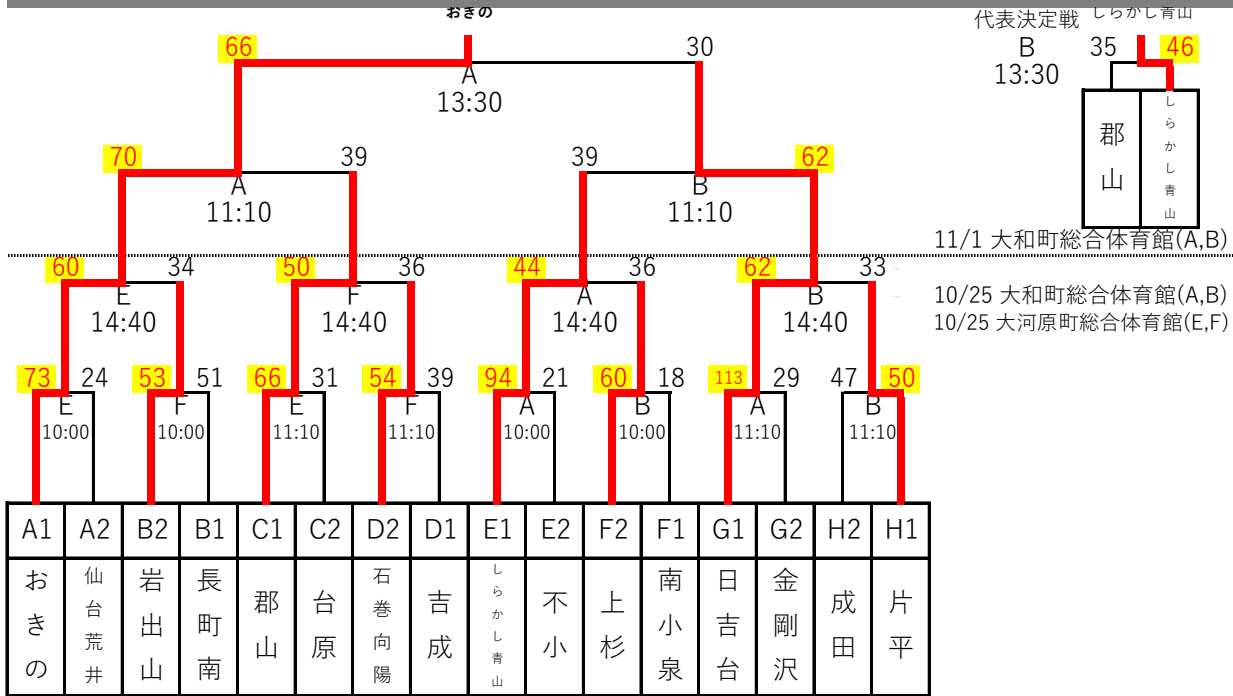 おきの
代表決定戦 しらかし青山
66 30 B 35 46
A 13:30
13:30
郡山 しらかし青山
70 39 39 62
A B
11:10 11:10
11/1 大和町総合体育館(A,B)
60 34 50 36 44 36 62 33
E F A B
14:40 14:40 14:40 14:40
10/25 大和町総合体育館(A,B)
10/25 大河原町総合体育館(E,F)
73 24 53 51 66 31 54 39 94 21 60 18 113 29 47 50
E F E F A B A B
10:00 10:00 11:10 11:10 10:00 10:00 11:10 11:10
A1 A2 B2 B1 C1 C2 D2 D1 E1 E2 F2 F1 G1 G2 H2 H1
おきの
仙台荒井
岩出山
長町南
郡山
台原
石巻向陽
吉成
しらかし青山
不小
上杉
南小泉
日吉台
金剛沢
成田
片平